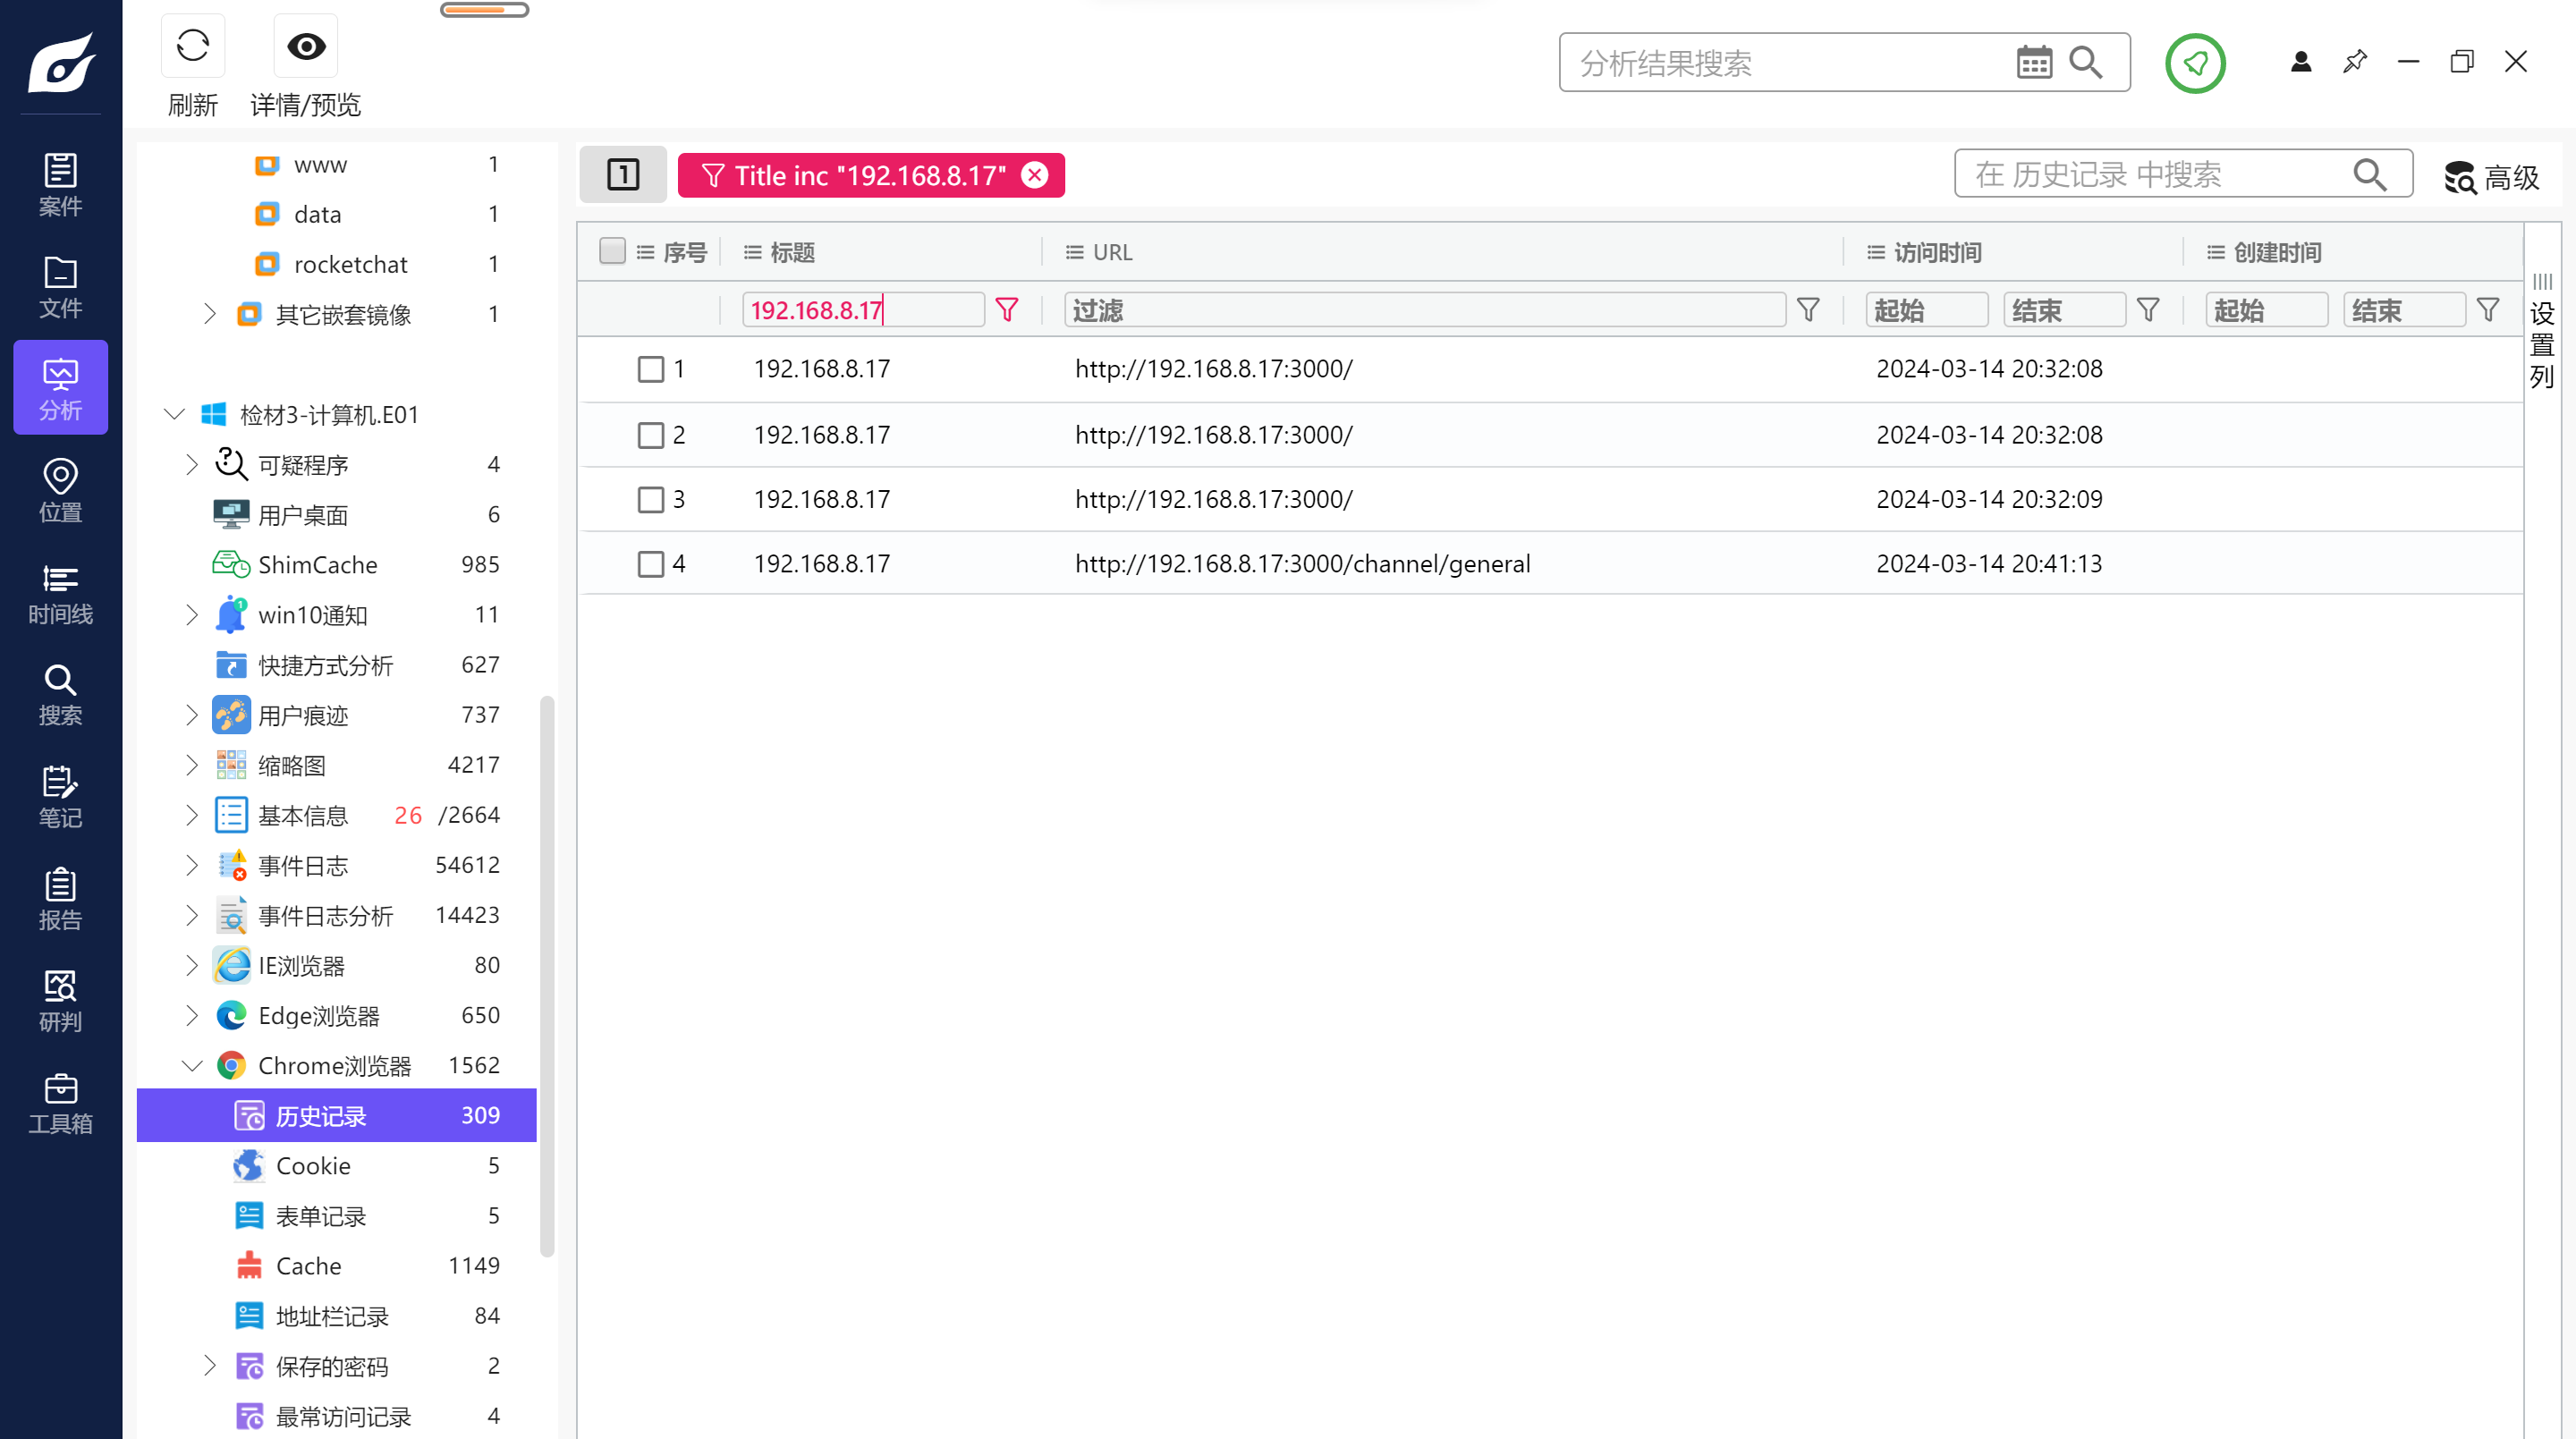 刷新
详情/预览
分析结果搜索
案件
文件
分析
位置
时间线
搜索
笔记
报告
研判
工具箱
www 1
data 1
rocketchat 1
其它嵌套镜像 1
检材3-计算机.E01
可疑程序 4
用户桌面 6
ShimCache 985
win10通知 11
快捷方式分析 627
用户痕迹 737
缩略图 4217
基本信息 26 /2664
事件日志 54612
事件日志分析 14423
IE浏览器 80
Edge浏览器 650
Chrome浏览器 1562
历史记录 309
Cookie 5
表单记录 5
Cache 1149
地址栏记录 84
保存的密码 2
最常访问记录 4
1 Title inc "192.168.8.17" 在 历史记录 中搜索 高级
序号 标题 URL 访问时间 创建时间
192.168.8.17 过滤 起始 结束 起始 结束
1 192.168.8.17 http://192.168.8.17:3000/ 2024-03-14 20:32:08
2 192.168.8.17 http://192.168.8.17:3000/ 2024-03-14 20:32:08
3 192.168.8.17 http://192.168.8.17:3000/ 2024-03-14 20:32:09
4 192.168.8.17 http://192.168.8.17:3000/channel/general 2024-03-14 20:41:13
设置列